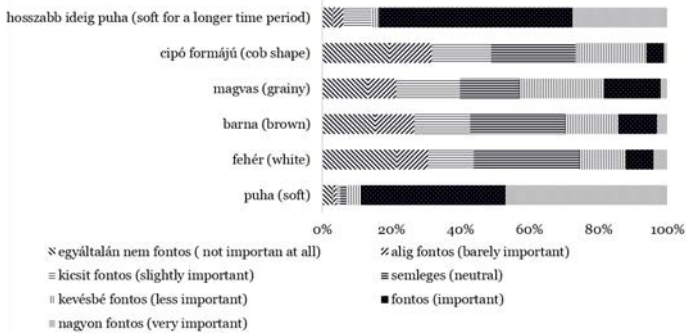 hosszabb ideig puha (soft for a longer time period)
cipó formájú (cob shape)
magvas (grainy)
barna (brown)
fehér (white)
puha (soft)
0% 20% 40% 60% 80% 100%
egyáltalán nem fontos ( not importan at all)
alig fontos (barely important)
kicsit fontos (slightly important)
semleges (neutral)
kevésbé fontos (less important)
fontos (important)
nagyon fontos (very important)